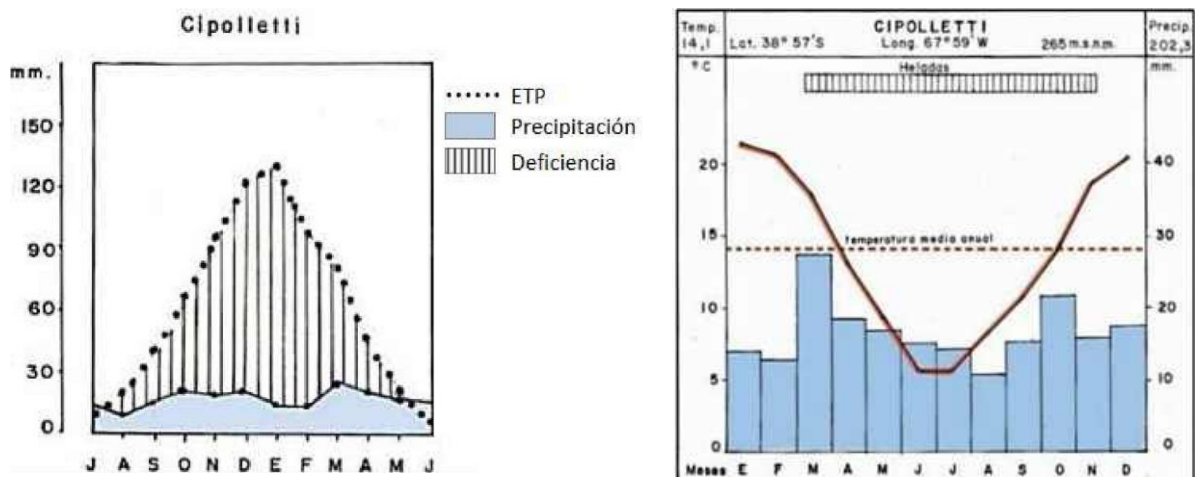 Cipolletti
mm.
150
120
90
60
30
0
J A S O N D E F M A M J
ETP
Precipitación
Deficiencia
Temp.
14,1
CIPOLLETTI
Lat. 38° 57'S Long. 67° 59' W 265 m.s.n.m.
Precip.
202,3
°C
Heladas
mm.
20
15
10
5
0
temperatura media anual
40
30
20
10
0
Meses E F M A M J J A S O N D